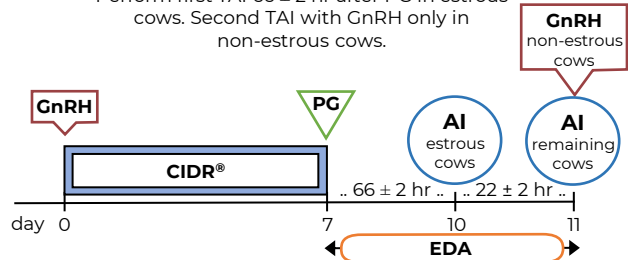 cows. Second TAI with GnRH only in
non-estrous cows.
GnRH
non-estrous
cows
GnRH
PG
AI
estrous
cows
AI
remaining
cows
CIDR®
.. 66 ± 2 hr ..
.. 22 ± 2 hr ..
day 0 7 10 11
EDA